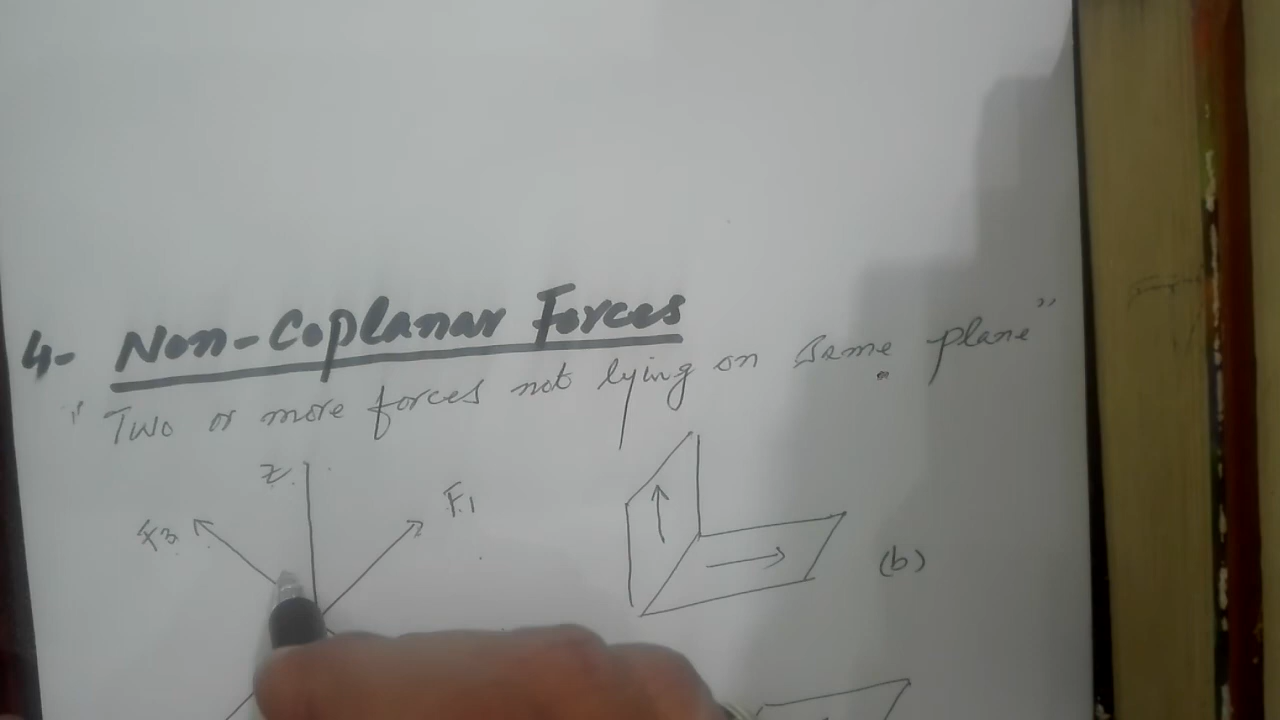 4- Non-Coplanar Forces
" Two or more forces not lying on same plane "
z
F3
F1
(b)